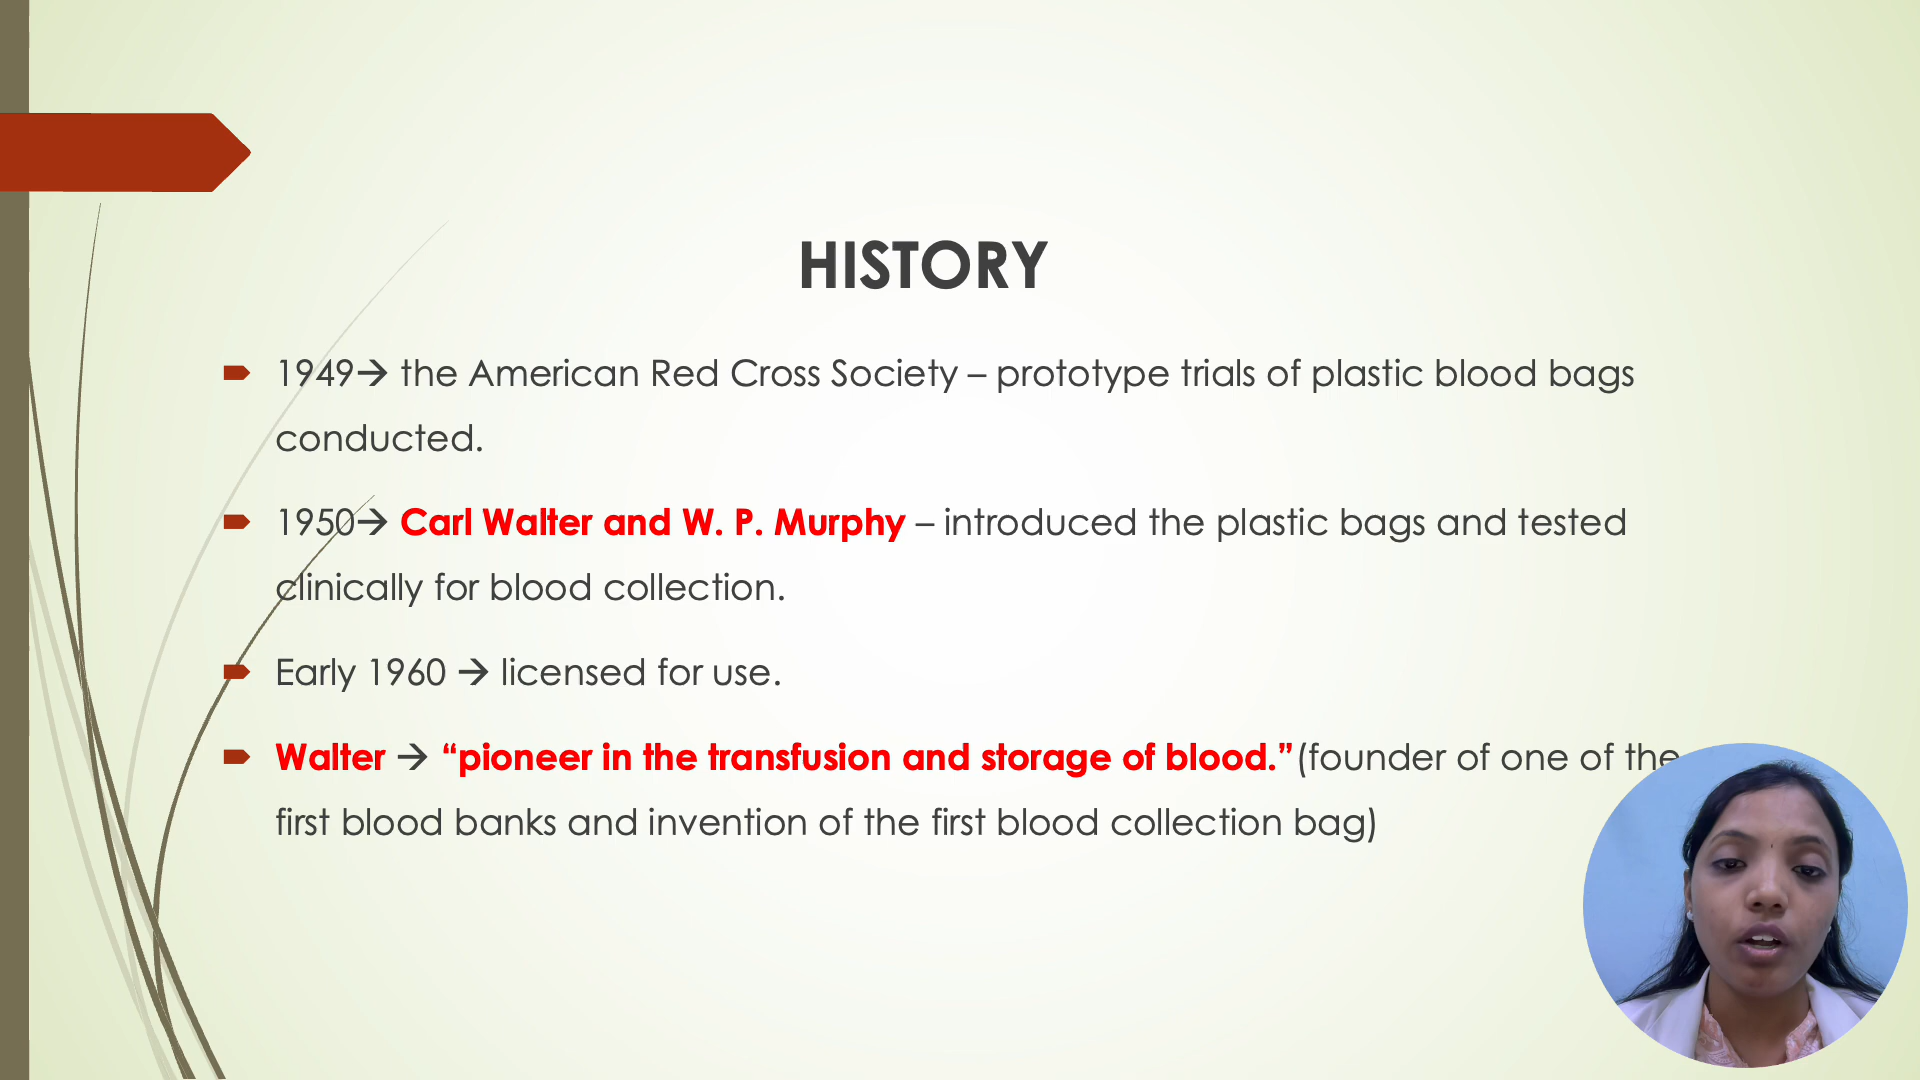 HISTORY
1949→ the American Red Cross Society – prototype trials of plastic blood bags
conducted.
1950→ Carl Walter and W. P. Murphy – introduced the plastic bags and tested
clinically for blood collection.
Early 1960 → licensed for use.
Walter → “pioneer in the transfusion and storage of blood.”(founder of one of the
first blood banks and invention of the first blood collection bag)